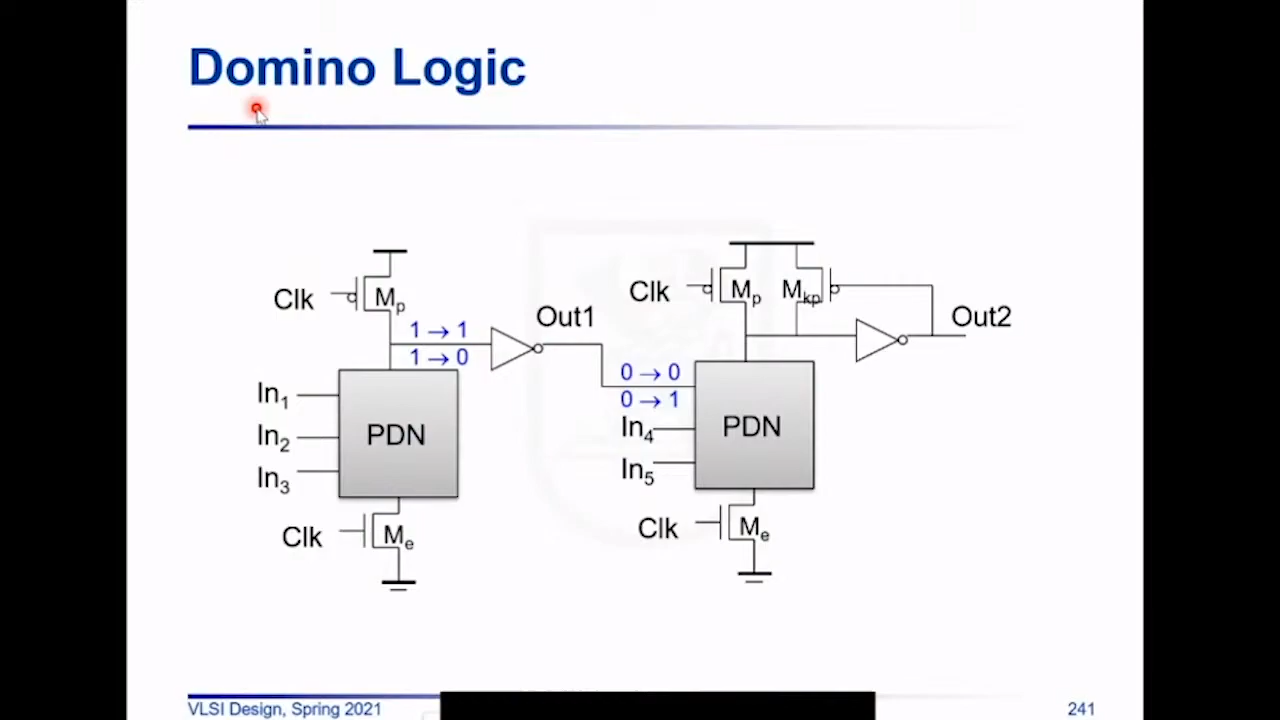 Domino Logic
Clk
Mp
1 → 1
1 → 0
Out1
In1
In2
In3
PDN
Clk
Me
Clk
Mp
Mkp
Out2
0 → 0
0 → 1
In4
In5
PDN
Clk
Me
VLSI Design, Spring 2021
241